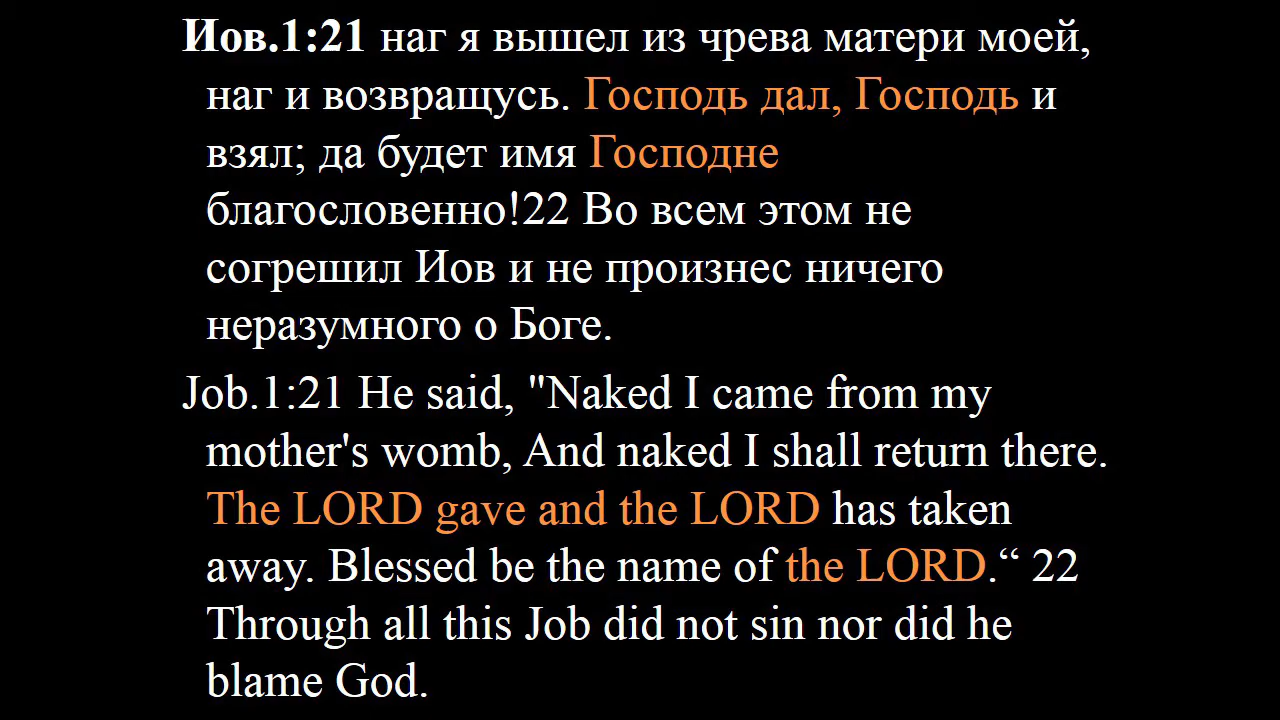 Иов.1:21 наг я вышел из чрева матери моей,
наг и возвращусь. Господь дал, Господь и
взял; да будет имя Господне
благословенно!22 Во всем этом не
согрешил Иов и не произнес ничего
неразумного о Боге.
Job.1:21 He said, "Naked I came from my
mother's womb, And naked I shall return there.
The LORD gave and the LORD has taken
away. Blessed be the name of the LORD.“ 22
Through all this Job did not sin nor did he
blame God.